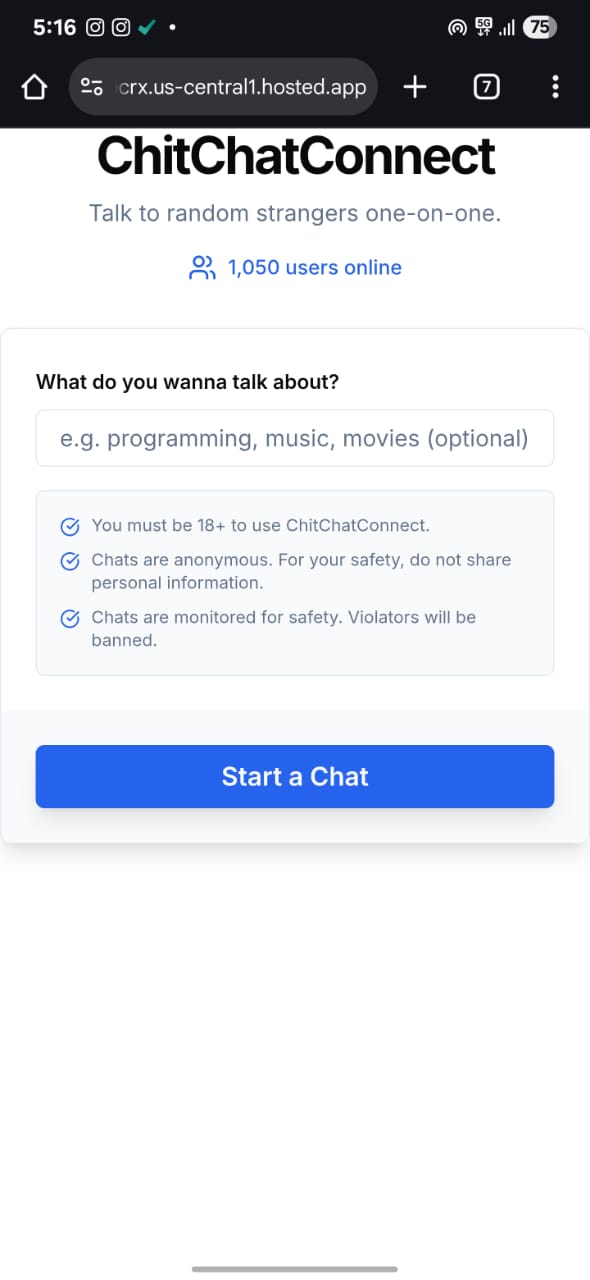 5:16
5G
75
crx.us-central1.hosted.app
7
ChitChatConnect
Talk to random strangers one-on-one.
1,050 users online
What do you wanna talk about?
e.g. programming, music, movies (optional)
You must be 18+ to use ChitChatConnect.
Chats are anonymous. For your safety, do not share
personal information.
Chats are monitored for safety. Violators will be
banned.
Start a Chat